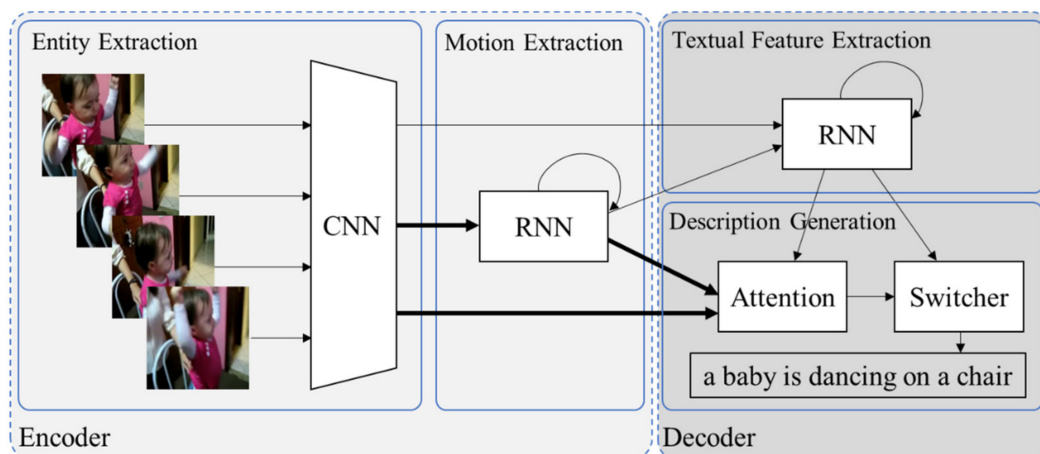 Entity Extraction
Motion Extraction
Textual Feature Extraction
RNN
CNN
RNN
Description Generation
Attention
Switcher
a baby is dancing on a chair
Encoder
Decoder